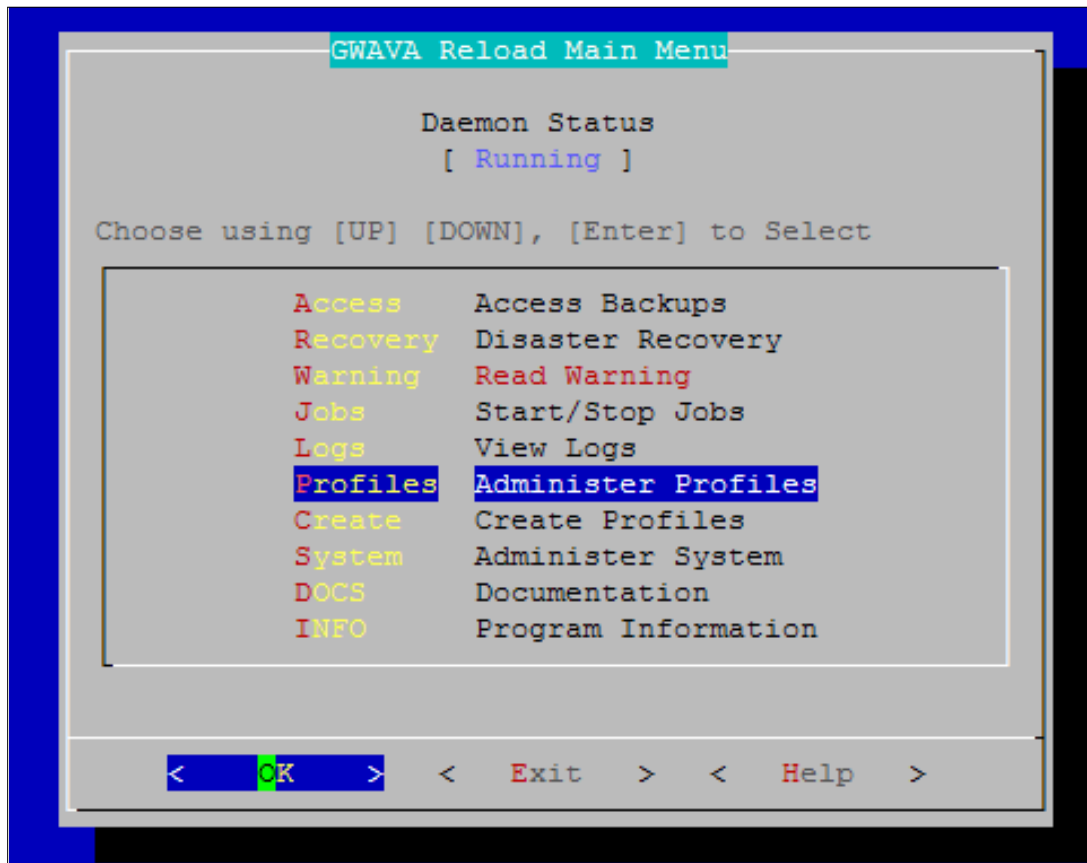 GWAVA Reload Main Menu
Daemon Status
[ Running ]
Choose using [UP] [DOWN], [Enter] to Select
Access Access Backups
Recovery Disaster Recovery
Warning Read Warning
Jobs Start/Stop Jobs
Logs View Logs
Profiles Administer Profiles
Create Create Profiles
System Administer System
DOCS Documentation
INFO Program Information
< OK > < Exit > < Help >